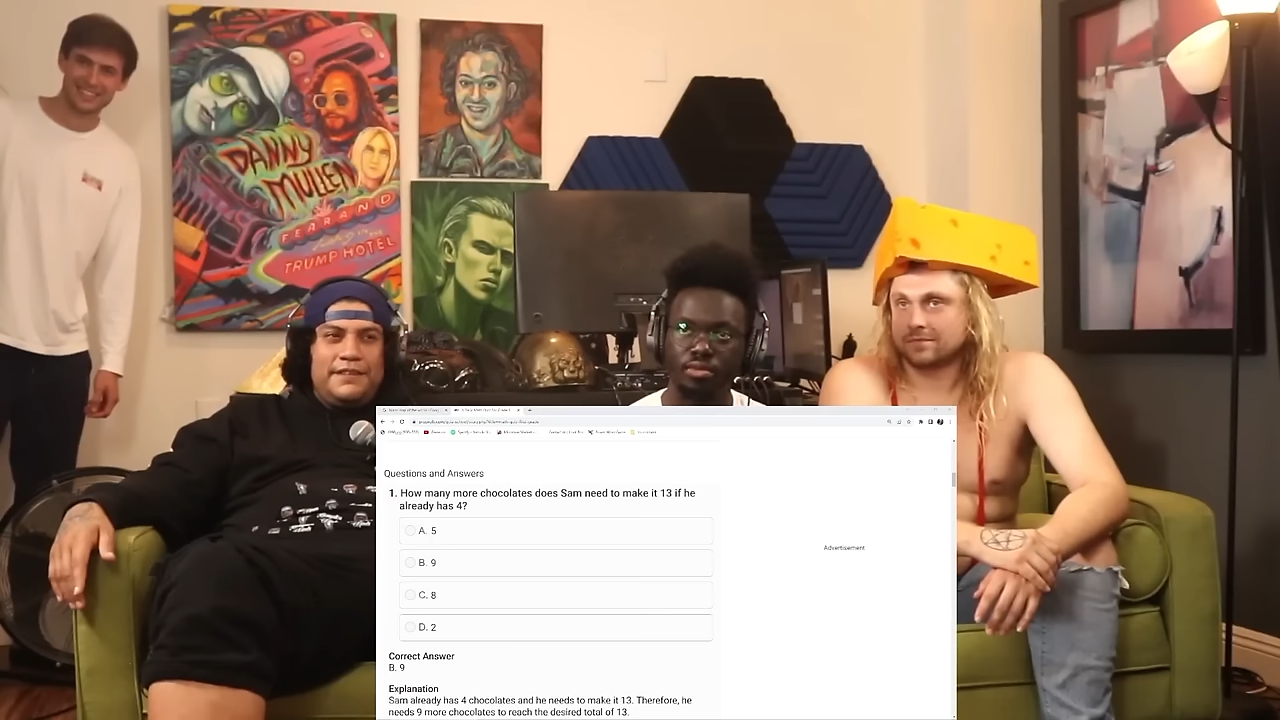 DANNY
MULLEN
FEAR AND
TRUMP HOTEL
Questions and Answers
1. How many more chocolates does Sam need to make it 13 if he
already has 4?
A. 5
B. 9
C. 8
D. 2
Advertisement
Correct Answer
B. 9
Explanation
Sam already has 4 chocolates and he needs to make it 13. Therefore, he
needs 9 more chocolates to reach the desired total of 13.